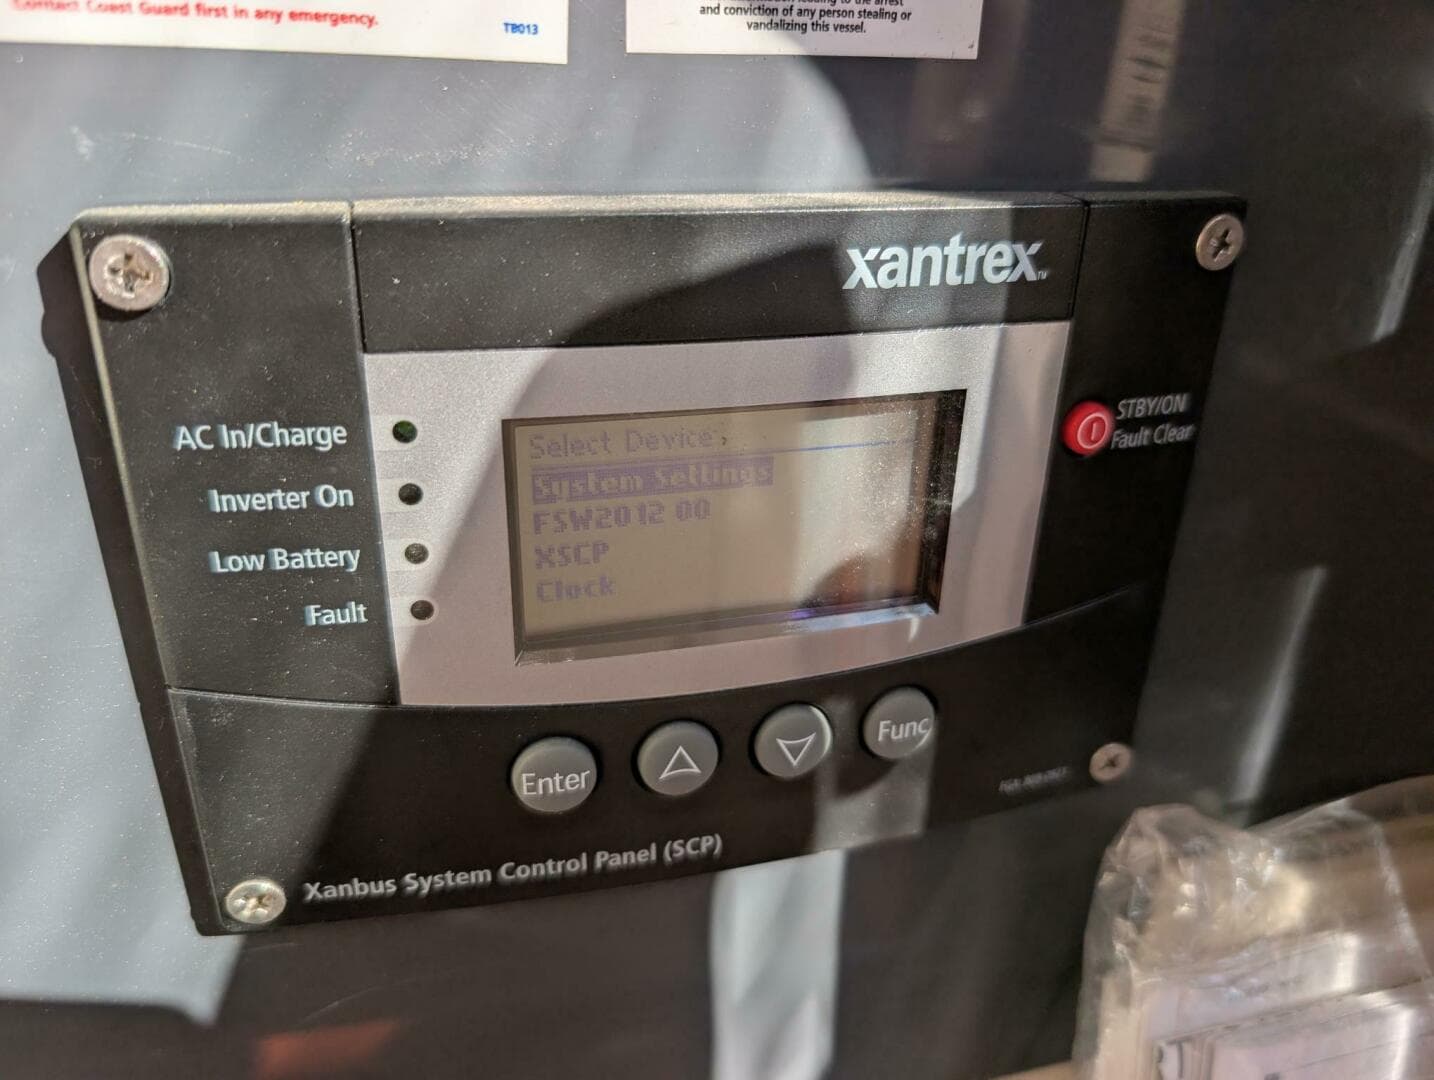 Contact Coast Guard first in any emergency.
TB013
and conviction of any person stealing or
vandalizing this vessel.
xantrex™
AC In/Charge
Inverter On
Low Battery
Fault
Select Device:
System Settings
FSW2012 00
XSCP
Clock
STBY/ON
Fault Clear
Enter
Func
Xanbus System Control Panel (SCP)